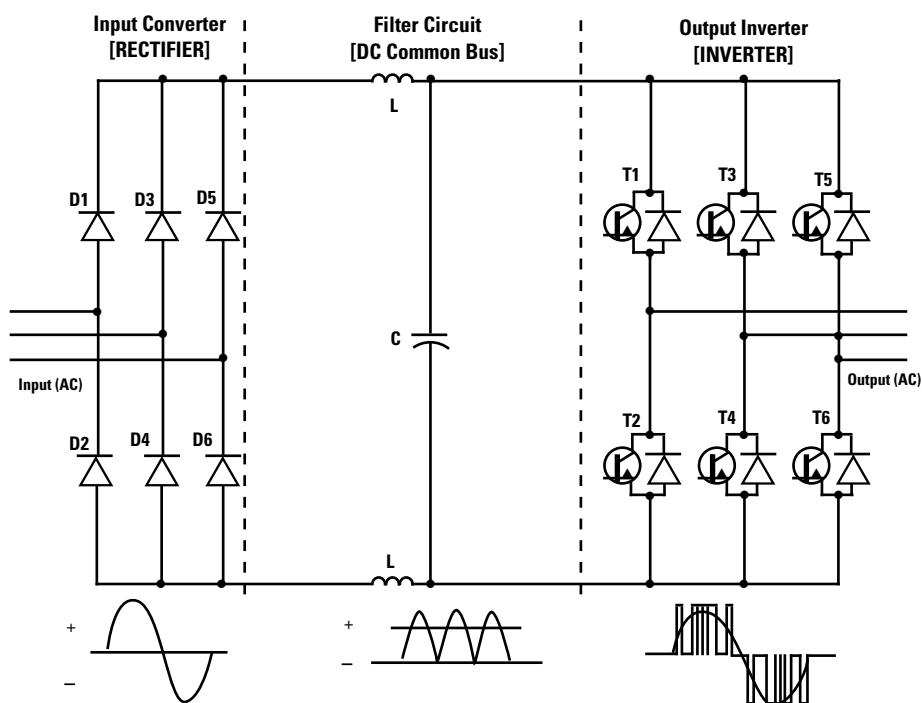 Input Converter
[RECTIFIER]
Filter Circuit
[DC Common Bus]
Output Inverter
[INVERTER]
L
D1
D3
D5
T1
T3
T5
C
Input (AC)
Output (AC)
D2
D4
D6
T2
T4
T6
L
+
–
+
–